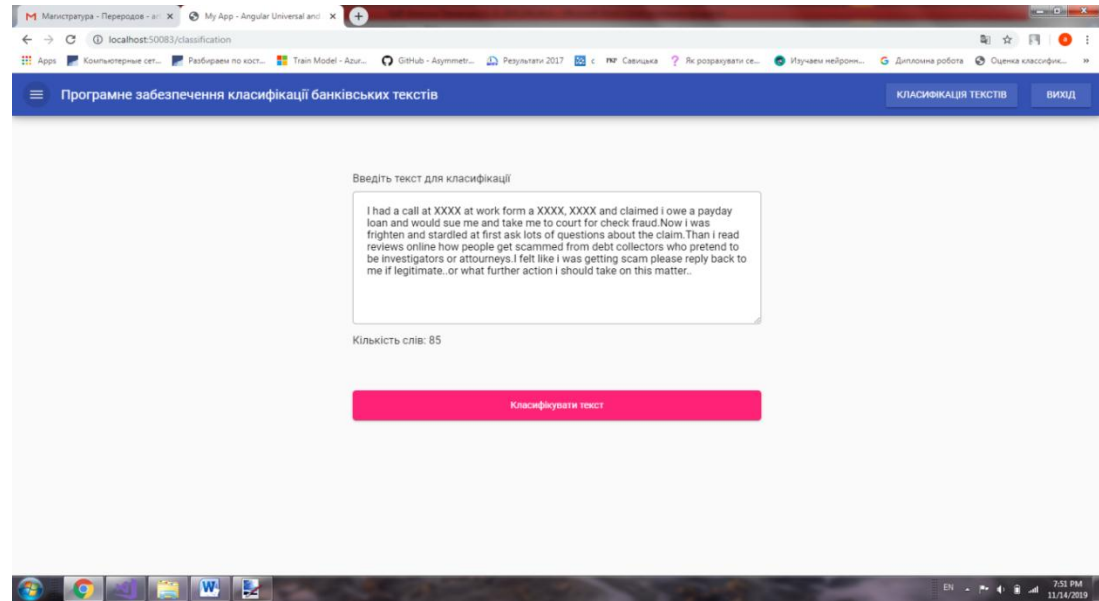 Магистратура - Переродов - an
My App - Angular Universal and
localhost:50083/classification
Apps Компьютерные сет... Разбираем по кост... Train Model - Azur... GitHub - Asymmetr... Результати 2017 с ПКР Савицька Як розрахувати се... Изучаем нейронн... Дипломна робота Оценка классифик... »
Програмне забезпечення класифікації банківських текстів
КЛАСИФІКАЦІЯ ТЕКСТІВ ВИХІД
Введіть текст для класифікації
I had a call at XXXX at work form a XXXX, XXXX and claimed i owe a payday
loan and would sue me and take me to court for check fraud.Now i was
frighten and stardled at first ask lots of questions about the claim.Than i read
reviews online how people get scammed from debt collectors who pretend to
be investigators or attourneys.I felt like i was getting scam please reply back to
me if legitimate..or what further action i should take on this matter..
Кількість слів: 85
Класифікувати текст
EN 7:51 PM
11/14/2019